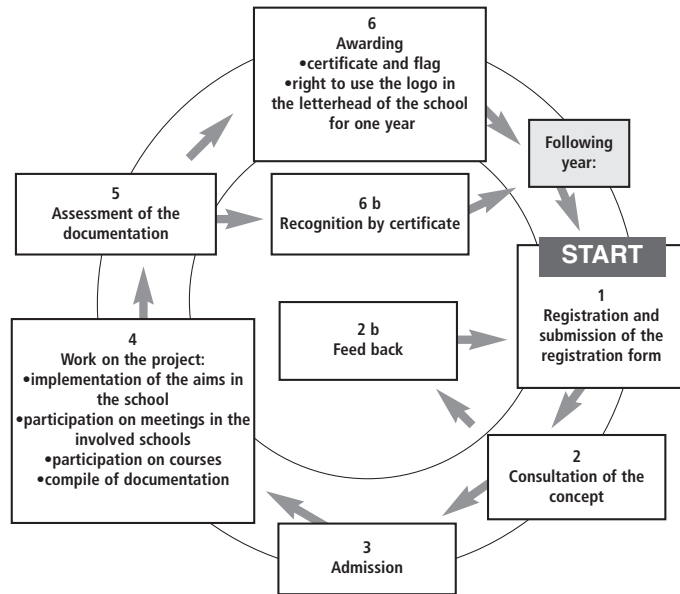 6
Awarding
•certificate and flag
•right to use the logo in
the letterhead of the school
for one year
Following
year:
5
Assessment of the
documentation
6 b
Recognition by certificate
START
1
Registration and
submission of the
registration form
2 b
Feed back
4
Work on the project:
•implementation of the aims in
the school
•participation on meetings in the
involved schools
•participation on courses
•compile of documentation
2
Consultation of the
concept
3
Admission